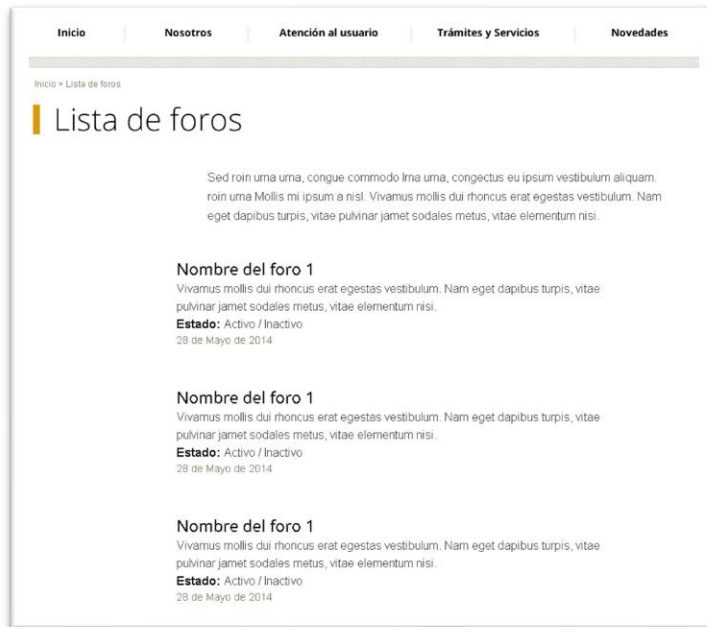 Inicio Nosotros Atención al usuario Trámites y Servicios Novedades
Inicio > Lista de foros
Lista de foros
Sed roin urna urna, congue commodo lrna urna, congectus eu ipsum vestibulum aliquam.
roin urna Mollis mi ipsum a nisl. Vivamus mollis dui rhoncus erat egestas vestibulum. Nam
eget dapibus turpis, vitae pulvinar jamet sodales metus, vitae elementum nisi.
Nombre del foro 1
Vivamus mollis dui rhoncus erat egestas vestibulum. Nam eget dapibus turpis, vitae
pulvinar jamet sodales metus, vitae elementum nisi.
Estado: Activo / Inactivo
28 de Mayo de 2014
Nombre del foro 1
Vivamus mollis dui rhoncus erat egestas vestibulum. Nam eget dapibus turpis, vitae
pulvinar jamet sodales metus, vitae elementum nisi.
Estado: Activo / Inactivo
28 de Mayo de 2014
Nombre del foro 1
Vivamus mollis dui rhoncus erat egestas vestibulum. Nam eget dapibus turpis, vitae
pulvinar jamet sodales metus, vitae elementum nisi.
Estado: Activo / Inactivo
28 de Mayo de 2014